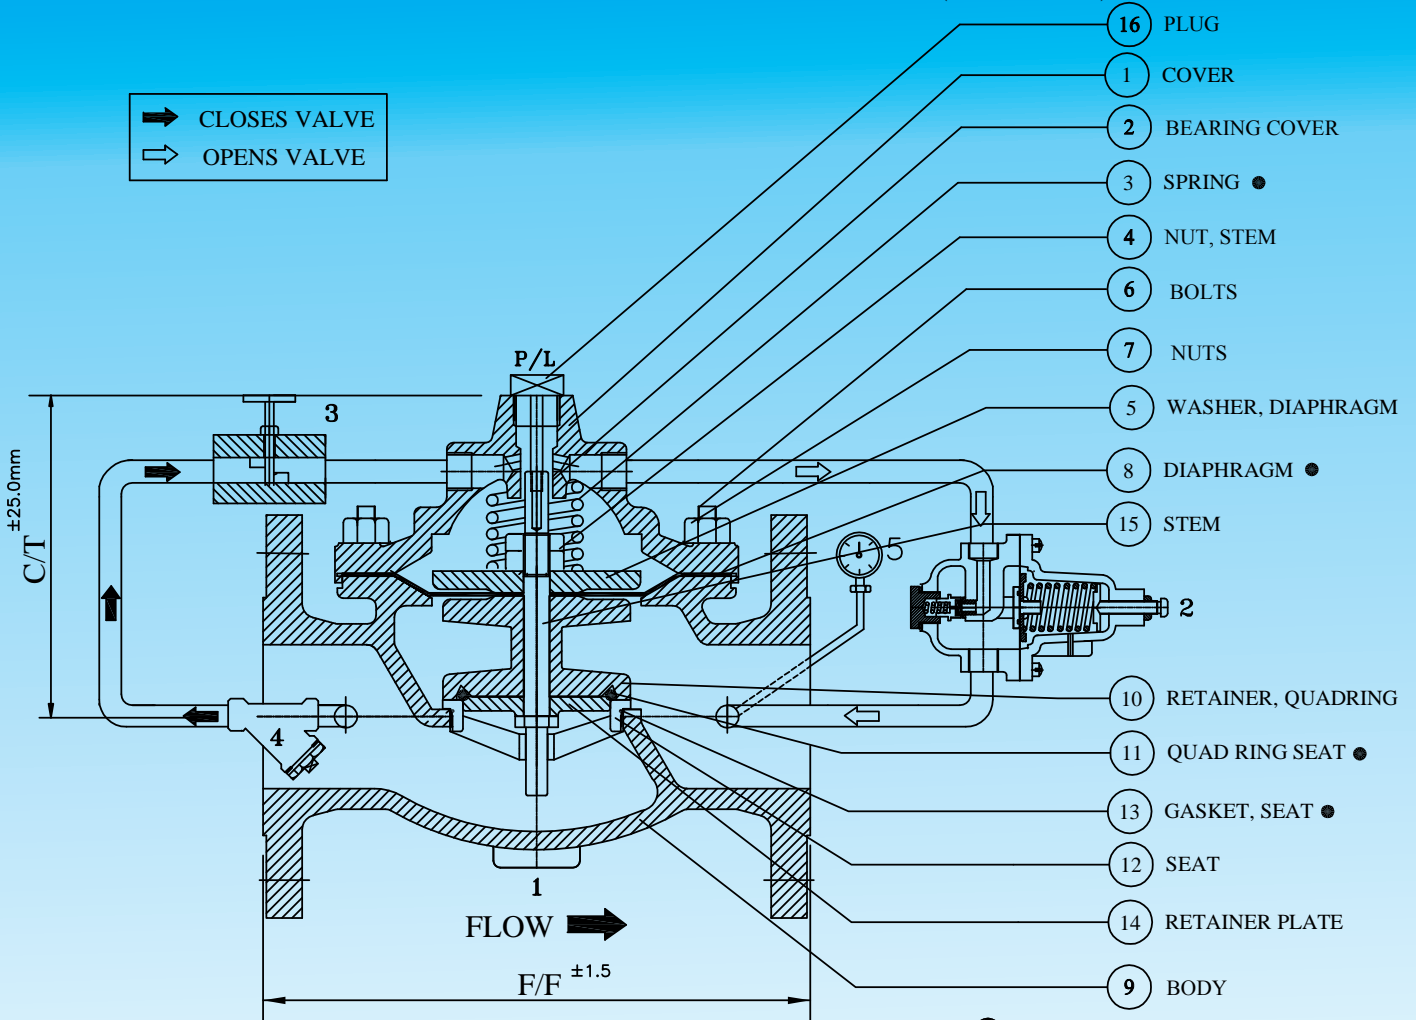 16 PLUG
1 COVER
CLOSES VALVE
OPENS VALVE
2 BEARING COVER
3 SPRING
4 NUT, STEM
6 BOLTS
7 NUTS
P/L
3
5 WASHER, DIAPHRAGM
8 DIAPHRAGM
15 STEM
C/T ±25.0mm
5
2
10 RETAINER, QUADRING
4
11 QUAD RING SEAT
13 GASKET, SEAT
12 SEAT
1
FLOW
14 RETAINER PLATE
F/F ±1.5
9 BODY